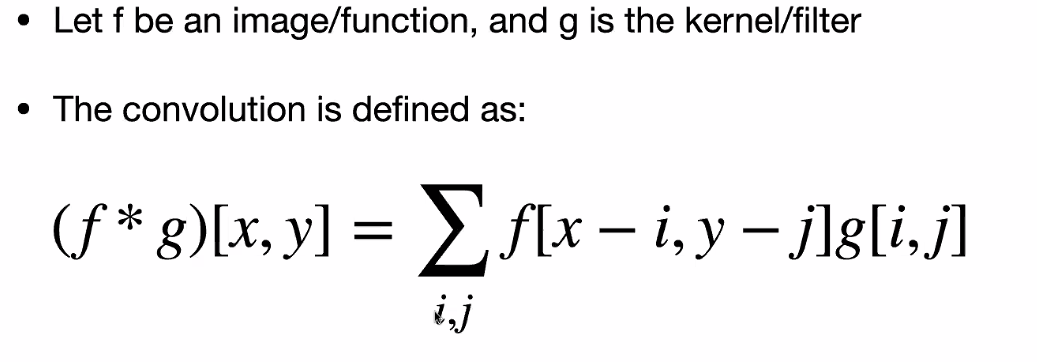 • Let f be an image/function, and g is the kernel/filter
• The convolution is defined as:
(f * g)[x, y] = ∑ f[x − i, y − j]g[i, j]
i,j